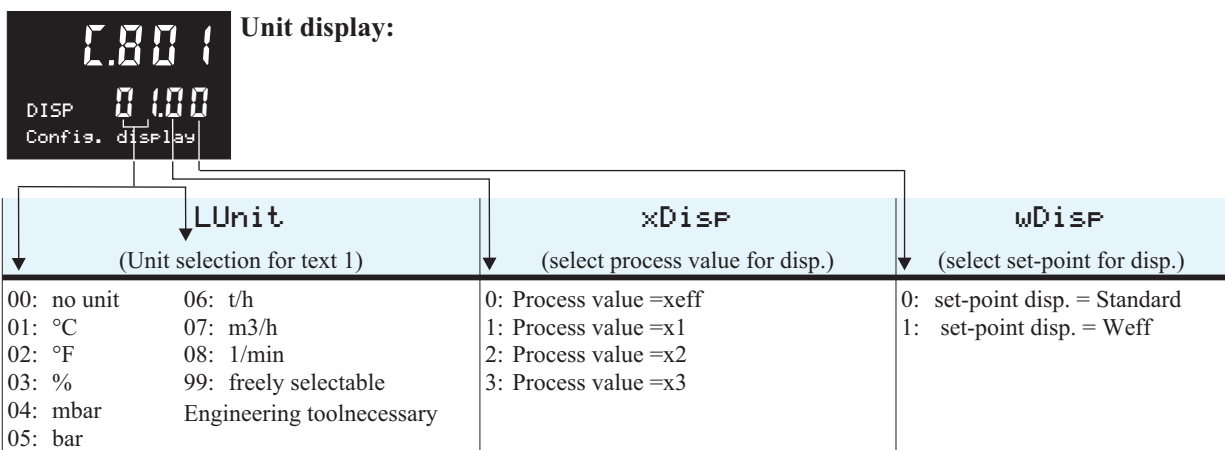 C.801
Unit display:
DISP 01.00
Config. display
LUnit
xDisp
wDisp
(Unit selection for text 1)
(select process value for disp.)
(select set-point for disp.)
00: no unit
01: °C
02: °F
03: %
04: mbar
05: bar
06: t/h
07: m3/h
08: 1/min
99: freely selectable
Engineering toolnecessary
0: Process value =xeff
1: Process value =x1
2: Process value =x2
3: Process value =x3
0: set-point disp. = Standard
1: set-point disp. = Weff